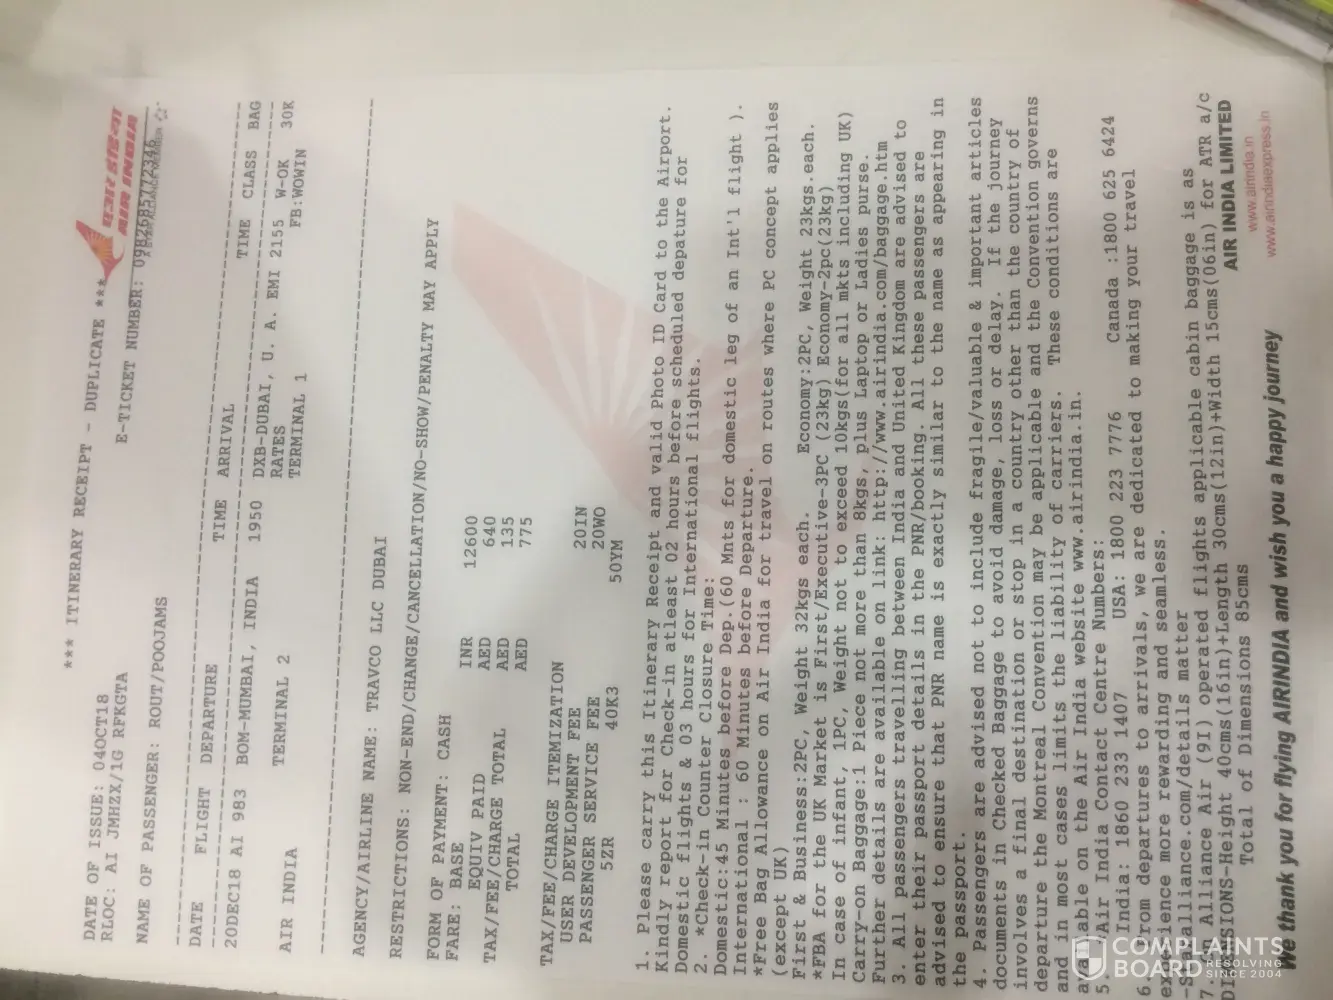 *** ITINERARY RECEIPT - DUPLICATE ***
एअर इंडिया
AIR INDIA
DATE OF ISSUE: 04OCT18
RLOC: AI JMHZX/1G RFKGTA
E-TICKET NUMBER: 0982685772346
NAME OF PASSENGER: ROUT/POOJAMS
DATE FLIGHT DEPARTURE TIME ARRIVAL TIME CLASS BAG
20DEC18 AI 983 BOM-MUMBAI, INDIA 1950 DXB-DUBAI, U. A. EMI 2155 W-OK 30K
RATES FB:WOWIN
AIR INDIA TERMINAL 2 TERMINAL 1
AGENCY/AIRLINE NAME: TRAVCO LLC DUBAI
RESTRICTIONS: NON-END/CHANGE/CANCELLATION/NO-SHOW/PENALTY MAY APPLY
FORM OF PAYMENT: CASH
FARE: BASE INR 12600
EQUIV PAID AED 640
TAX/FEE/CHARGE TOTAL AED 135
TOTAL AED 775
TAX/FEE/CHARGE ITEMIZATION
USER DEVELOPMENT FEE 20IN
PASSENGER SERVICE FEE 20WO
5ZR 40K3 50YM
1. Please carry this Itinerary Receipt and valid Photo ID Card to the Airport.
Kindly report for Check-in atleast 02 hours before scheduled depature for
Domestic flights & 03 hours for International flights.
2. *Check-in Counter Closure Time:
Domestic:45 Minutes before Dep.(60 Mnts for domestic leg of an Int'l flight ).
International : 60 Minutes before Departure.
*Free Bag Allowance on Air India for travel on routes where PC concept applies
(except UK)
First & Business:2PC, Weight 32kgs each. Economy:2PC, Weight 23kgs.each.
*FBA for the UK Market is First/Executive-3PC (23kg) Economy-2pc(23kg)
In case of infant, 1PC, Weight not to exceed 10kgs(for all mkts including UK)
Carry-on Baggage:1 Piece not more than 8kgs, plus Laptop or Ladies purse.
Further details are available on link: http://www.airindia.com/baggage.htm
3. All passengers travelling between India and United Kingdom are advised to
enter their passport details in the PNR/booking. All these passengers are
advised to ensure that PNR name is exactly similar to the name as appearing in
the passport.
4. Passengers are advised not to include fragile/valuable & important articles
documents in Checked Baggage to avoid damage, loss or delay. If the journey
involves a final destination or stop in a country other than the country of
departure the Montreal Convention may be applicable and the Convention governs
and in most cases limits the liability of carriers. These conditions are
available on the Air India website www.airindia.in.
5. Air India Contact Centre Numbers:
India: 1860 233 1407 USA: 1800 223 7776 Canada :1800 625 6424
6 From departures to arrivals, we are dedicated to making your travel
experience more rewarding and seamless.
-Staralliance.com/details matter
7. Alliance Air (9I) operated flights applicable cabin baggage is as
DIMENSIONS-Height 40cms(16in)+Length 30cms(12in)+Width 15cms(06in) for ATR a/c
Total of Dimensions 85cms
AIR INDIA LIMITED
www.airindia.in
www.airindiaexpress.in
We thank you for flying AIRINDIA and wish you a happy journey
COMPLAINTS
BOARD RESOLVING
SINCE 2004